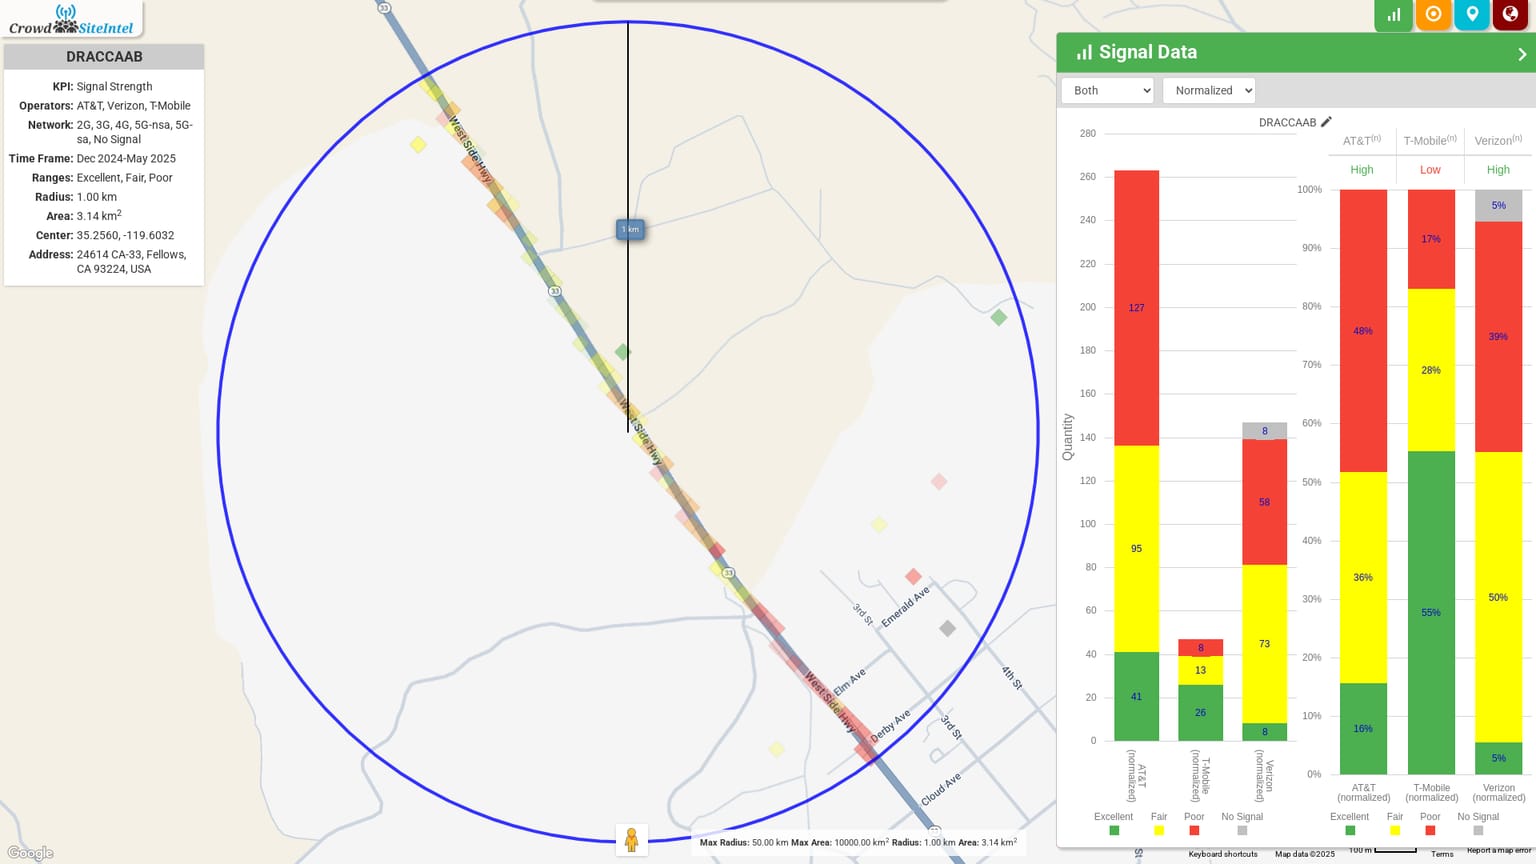 Crowd SiteIntel
DRACCAAB
KPI: Signal Strength
Operators: AT&T, Verizon, T-Mobile
Network: 2G, 3G, 4G, 5G-nsa, 5G-
sa, No Signal
Time Frame: Dec 2024-May 2025
Ranges: Excellent, Fair, Poor
Radius: 1.00 km
Area: 3.14 km²
Center: 35.2560, -119.6032
Address: 24614 CA-33, Fellows,
CA 93224, USA
33
West Side Hwy
1 km
33
West Side Hwy
33
3rd St
Emerald Ave
4th St
Elm Ave
West Side Hwy
Derby Ave
3rd St
Cloud Ave
Google
Max Radius: 50.00 km Max Area: 10000.00 km² Radius: 1.00 km Area: 3.14 km²
Signal Data
Both
Normalized
DRACCAAB
280
260
240
220
200
180
160
140
120
100
80
60
40
20
0
Quantity
127
95
41
8
13
26
8
58
73
8
AT&T
(normalized)
T-Mobile
(normalized)
Verizon
(normalized)
Excellent
Fair
Poor
No Signal
AT&T(n)
T-Mobile(n)
Verizon(n)
High
Low
High
100%
90%
80%
70%
60%
50%
40%
30%
20%
10%
0%
48%
36%
16%
17%
28%
55%
5%
39%
50%
5%
AT&T
(normalized)
T-Mobile
(normalized)
Verizon
(normalized)
Excellent
Fair
Poor
No Signal
Keyboard shortcuts
Map data ©2025
100 m
Terms
Report a map error